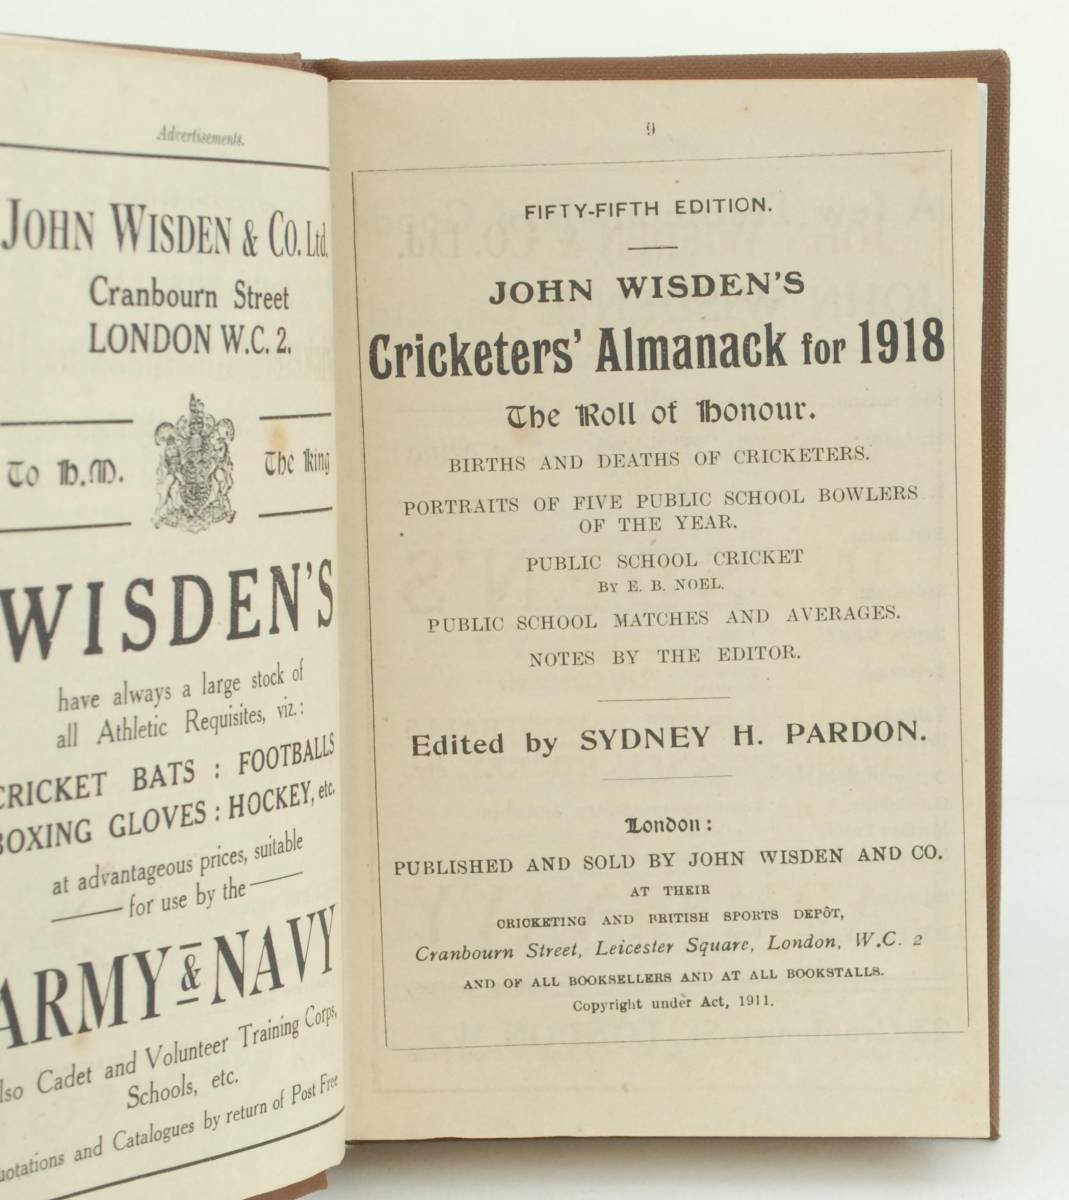 Advertisements.
JOHN WISDEN & CO. Ltd.
Cranbourn Street
LONDON W.C. 2.
To H.M. The King
WISDEN'S
have always a large stock of
all Athletic Requisites, viz.:
CRICKET BATS : FOOTBALLS
BOXING GLOVES : HOCKEY, etc.
at advantageous prices, suitable
for use by the
ARMY & NAVY
also Cadet and Volunteer Training Corps,
Schools, etc.
Quotations and Catalogues by return of Post Free
9
FIFTY-FIFTH EDITION.
JOHN WISDEN'S
Cricketers' Almanack for 1918
The Roll of Honour.
BIRTHS AND DEATHS OF CRICKETERS.
PORTRAITS OF FIVE PUBLIC SCHOOL BOWLERS
OF THE YEAR.
PUBLIC SCHOOL CRICKET
BY E. B. NOEL.
PUBLIC SCHOOL MATCHES AND AVERAGES.
NOTES BY THE EDITOR.
Edited by SYDNEY H. PARDON.
London:
PUBLISHED AND SOLD BY JOHN WISDEN AND CO.
AT THEIR
CRICKETING AND BRITISH SPORTS DEPÔT,
Cranbourn Street, Leicester Square, London, W.C. 2
AND OF ALL BOOKSELLERS AND AT ALL BOOKSTALLS.
Copyright under Act, 1911.